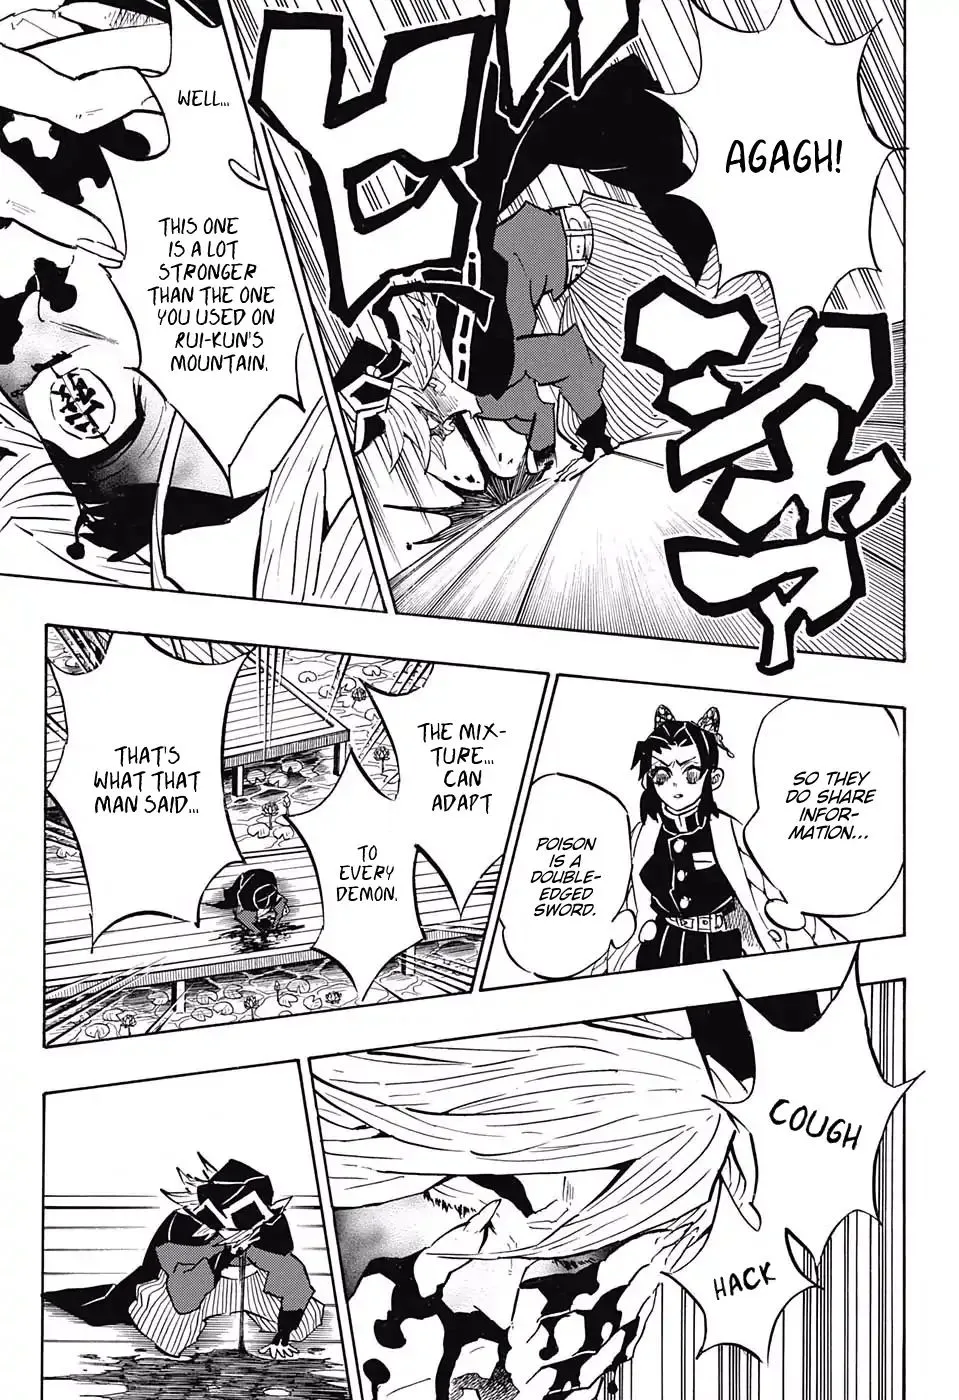 AGAGH!
WELL...
THIS ONE
IS A LOT
STRONGER
THAN THE ONE
YOU USED ON
RUI-KUN'S
MOUNTAIN.
SO THEY
DO SHARE
INFOR-
MATION...
POISON
IS A
DOUBLE-
EDGED
SWORD.
THE MIX-
TURE...
CAN
ADAPT
TO
EVERY
DEMON.
THAT'S
WHAT THAT
MAN SAID...
COUGH
HACK